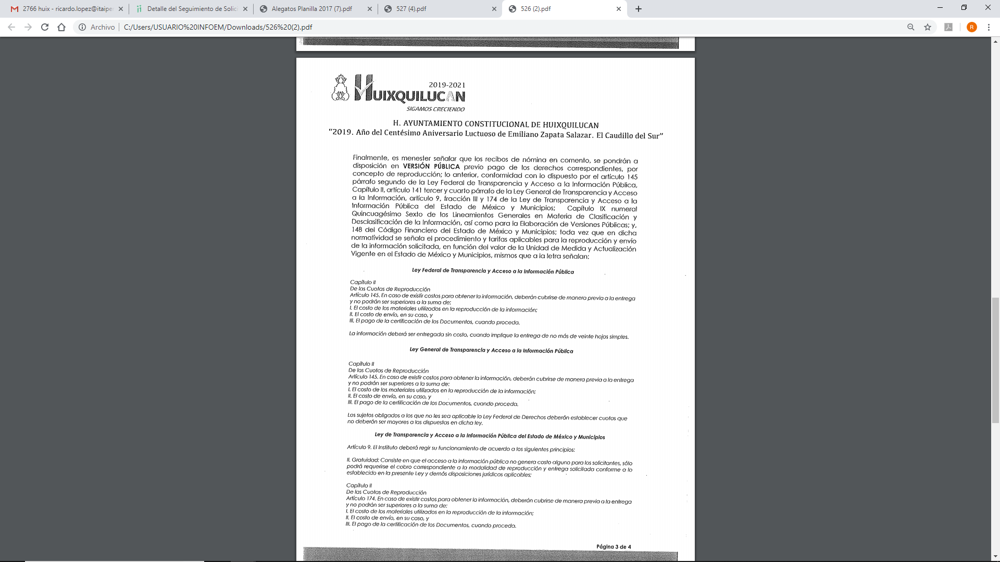 2766 huix - ricardo.lopez@itaipe
Detalle del Seguimiento de Solici
Alegatos Planilla 2017 (7).pdf
527 (4).pdf
526 (2).pdf
Archivo
C:/Users/USUARIO%20INFOEM/Downloads/526%20(2).pdf
R
2019-2021
HUIXQUILUCAN
SIGAMOS CRECIENDO
H. AYUNTAMIENTO CONSTITUCIONAL DE HUIXQUILUCAN
“2019. Año del Centésimo Aniversario Luctuoso de Emiliano Zapata Salazar. El Caudillo del Sur”
Finalmente, es menester señalar que los recibos de nómina en comento, se pondrán a
disposición en VERSIÓN PÚBLICA previo pago de los derechos correspondientes, por
concepto de reproducción; lo anterior, conformidad con lo dispuesto por el artículo 145
párrafo segundo de la Ley Federal de Transparencia y Acceso a la Información Pública,
Capítulo II, artículo 141 tercer y cuarto párrafo de la Ley General de Transparencia y Acceso
a la Información, artículo 9, fracción III y 174 de la Ley de Transparencia y Acceso a la
Información Pública del Estado de México y Municipios; Capítulo IX numeral
Quincuagésimo Sexto de los Lineamientos Generales en Materia de Clasificación y
Desclasificación de la Información, así como para la Elaboración de Versiones Públicas; y,
148 del Código Financiero del Estado de México y Municipios; toda vez que en dicha
normatividad se señala el procedimiento y tarifas aplicables para la reproducción y envío
de la información solicitada, en función del valor de la Unidad de Medida y Actualización
Vigente en el Estado de México y Municipios, mismos que a la letra señalan:
Ley Federal de Transparencia y Acceso a la Información Pública
Capítulo II
De las Cuotas de Reproducción
Artículo 145. En caso de existir costos para obtener la información, deberán cubrirse de manera previa a la entrega
y no podrán ser superiores a la suma de:
I. El costo de los materiales utilizados en la reproducción de la información;
II. El costo de envío, en su caso, y
III. El pago de la certificación de los Documentos, cuando proceda.
La información deberá ser entregada sin costo, cuando implique la entrega de no más de veinte hojas simples.
Ley General de Transparencia y Acceso a la Información Pública
Capítulo II
De las Cuotas de Reproducción
Artículo 145. En caso de existir costos para obtener la información, deberán cubrirse de manera previa a la entrega
y no podrán ser superiores a la suma de:
I. El costo de los materiales utilizados en la reproducción de la información;
II. El costo de envío, en su caso, y
III. El pago de la certificación de los Documentos, cuando proceda.
Los sujetos obligados a los que no les sea aplicable la Ley Federal de Derechos deberán establecer cuotas que
no deberán ser mayores a las dispuestas en dicha ley.
Ley de Transparencia y Acceso a la Información Pública del Estado de México y Municipios
Artículo 9. El Instituto deberá regir su funcionamiento de acuerdo a los siguientes principios:
II. Gratuidad: Consiste en que el acceso a la información pública no genera costo alguno para los solicitantes, sólo
podrá requerirse el cobro correspondiente a la modalidad de reproducción y entrega solicitada conforme a lo
establecido en la presente Ley y demás disposiciones jurídicas aplicables;
Capítulo II
De las Cuotas de Reproducción
Artículo 174. En caso de existir costos para obtener la información, deberán cubrirse de manera previa a la entrega
y no podrán ser superiores a la suma de:
I. El costo de los materiales utilizados en la reproducción de la información;
II. El costo de envío, en su caso, y
III. El pago de la certificación de los Documentos, cuando proceda.
Página 3 de 4